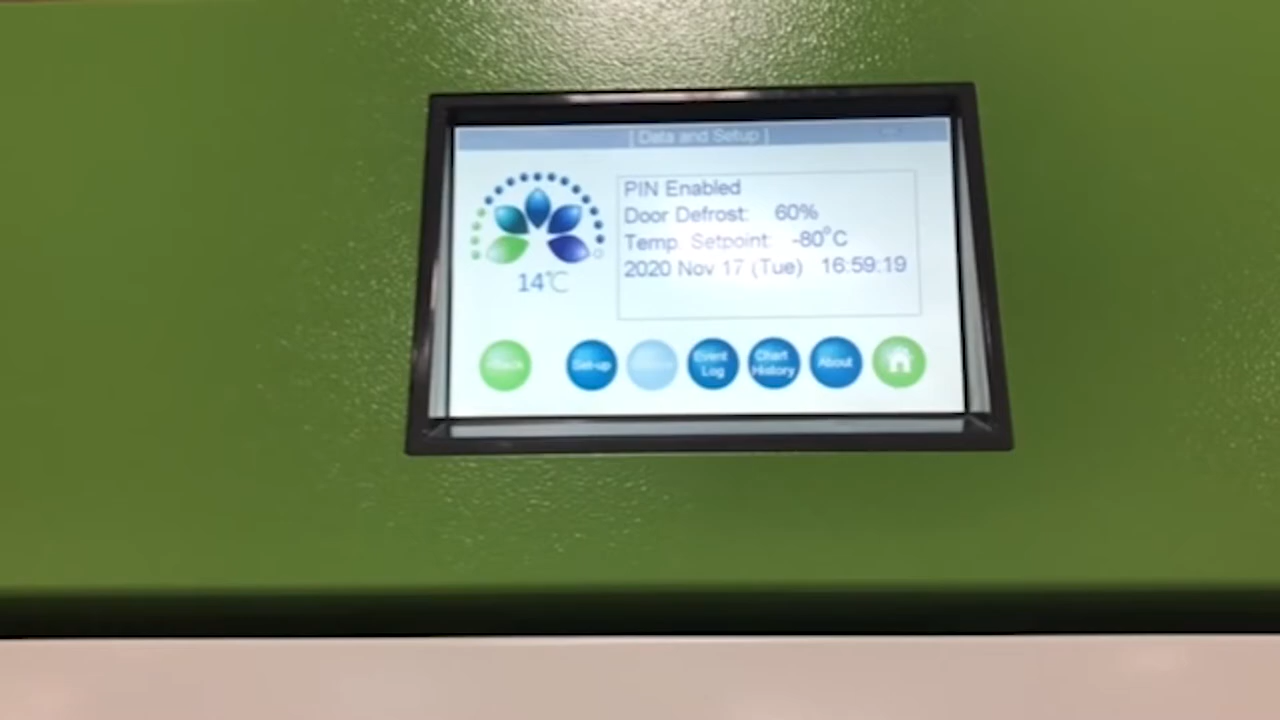 [ Data and Setup ]
PIN Enabled
Door Defrost: 60%
Temp. Setpoint: -80°C
2020 Nov 17 (Tue) 16:59:19
14℃
Set-up
Event Log
Chart History
About